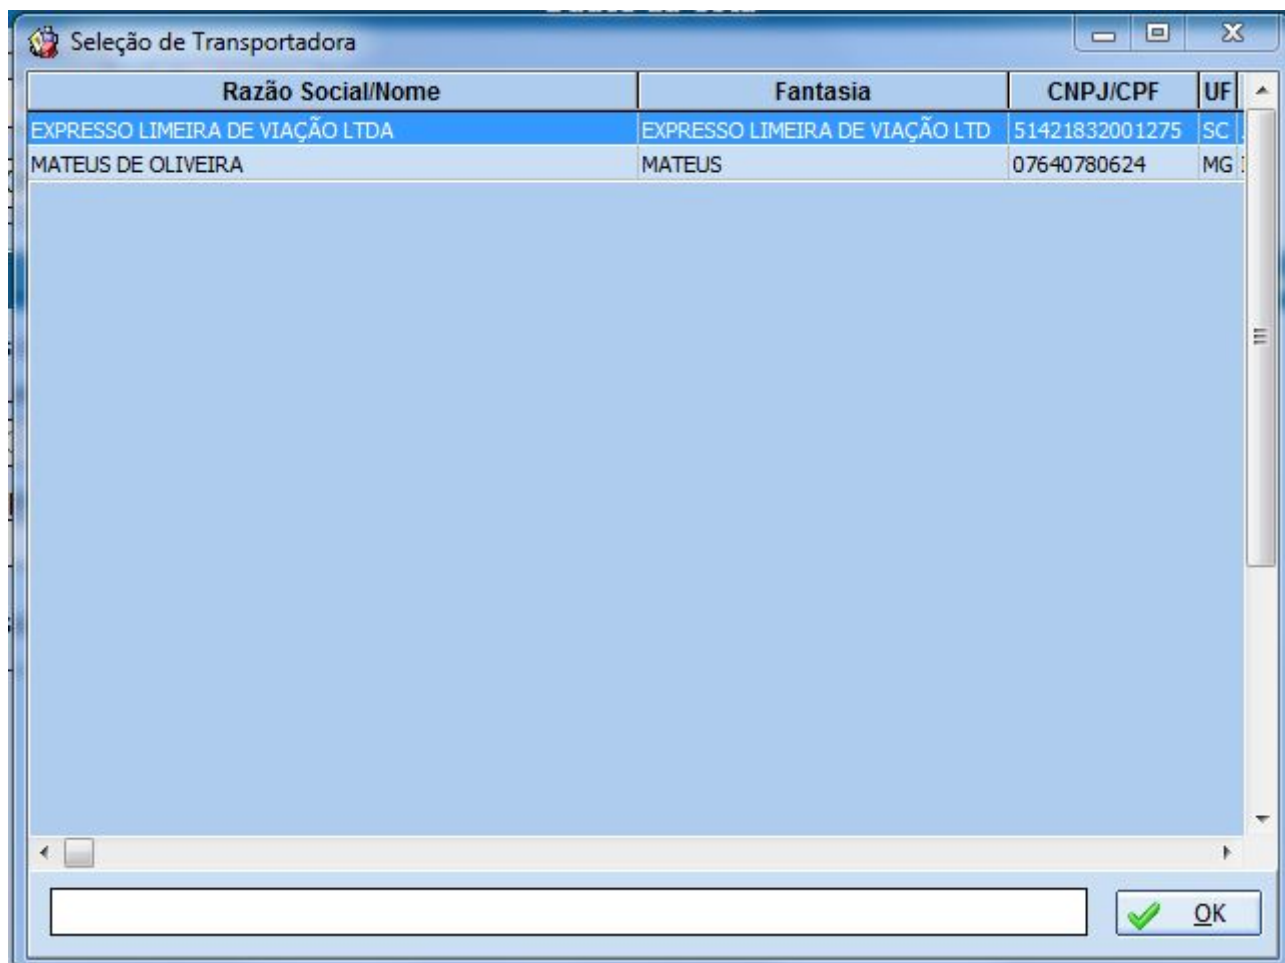 Seleção de Transportadora
Razão Social/Nome Fantasia CNPJ/CPF UF
EXPRESSO LIMEIRA DE VIAÇÃO LTDA EXPRESSO LIMEIRA DE VIAÇÃO LTD 51421832001275 SC
MATEUS DE OLIVEIRA MATEUS 07640780624 MG
OK